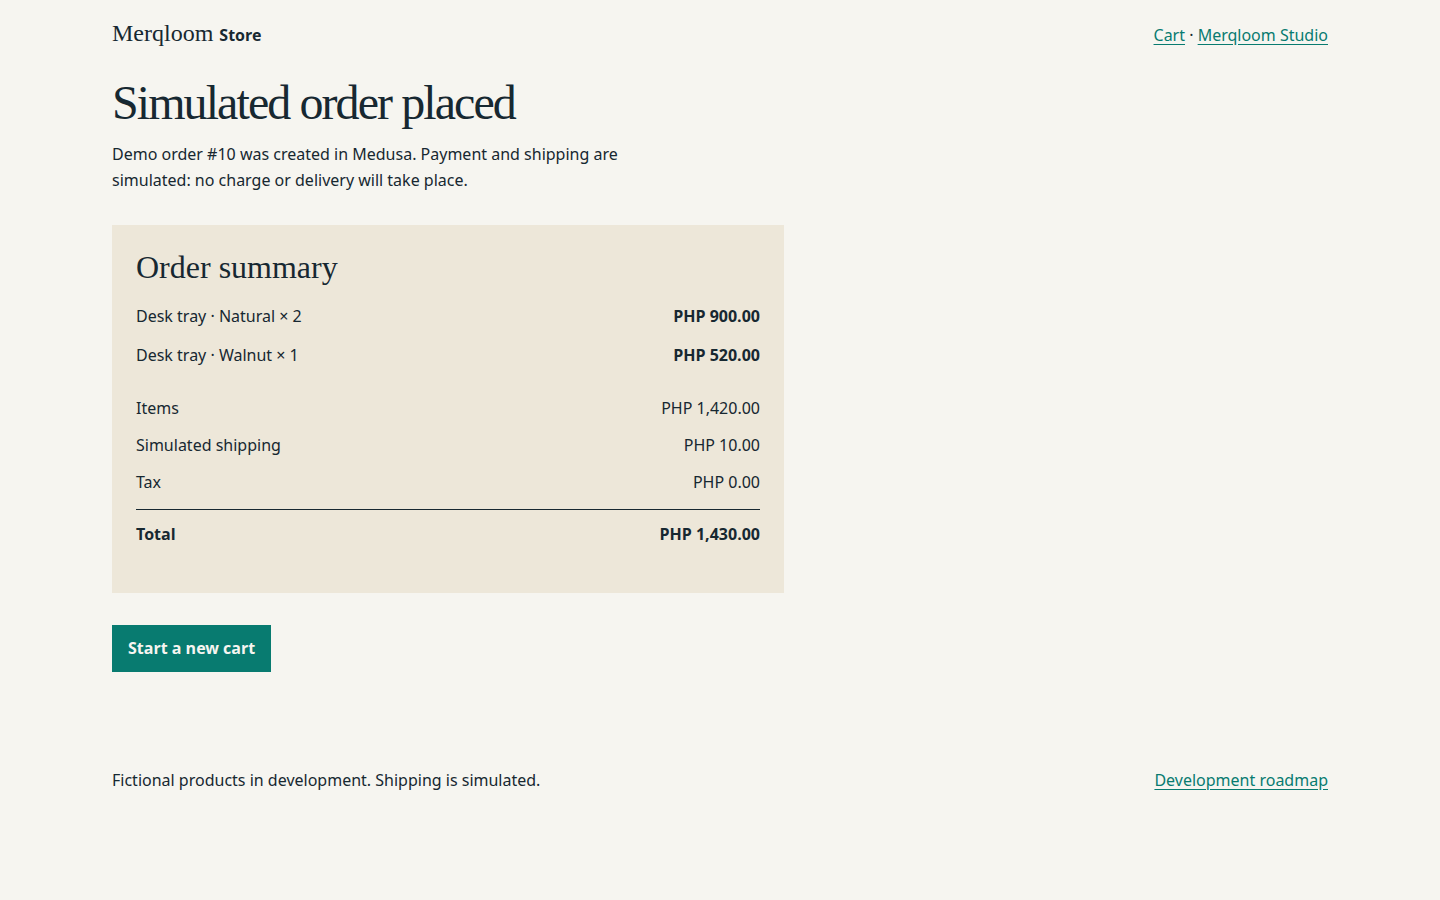 Merqloom Store
Cart · Merqloom Studio
Simulated order placed
Demo order #10 was created in Medusa. Payment and shipping are
simulated: no charge or delivery will take place.
Order summary
Desk tray · Natural × 2 PHP 900.00
Desk tray · Walnut × 1 PHP 520.00
Items PHP 1,420.00
Simulated shipping PHP 10.00
Tax PHP 0.00
Total PHP 1,430.00
Start a new cart
Fictional products in development. Shipping is simulated.
Development roadmap